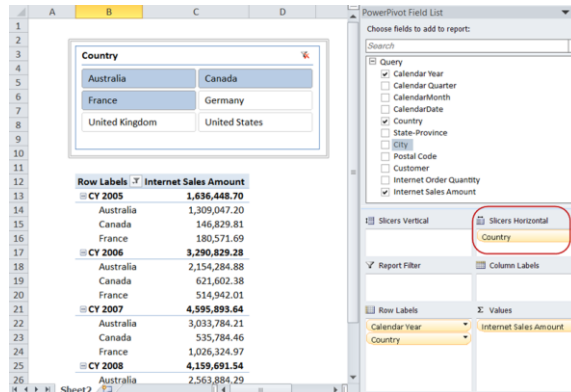 A B C D
PowerPivot Field List
Choose fields to add to report:
Search
Query
Calendar Year
Calendar Quarter
CalendarMonth
CalendarDate
Country
State-Province
City
Postal Code
Customer
Internet Order Quantity
Internet Sales Amount
Slicers Vertical
Slicers Horizontal
Country
Report Filter
Column Labels
Row Labels
Σ Values
Calendar Year
Internet Sales Amount
Country
1
2
3
4
5
6
7
8
9
10
11
Country
Australia Canada
France Germany
United Kingdom United States
12 Row Labels Internet Sales Amount
13 CY 2005 1,636,448.70
14 Australia 1,309,047.20
15 Canada 146,829.81
16 France 180,571.69
17 CY 2006 3,290,829.28
18 Australia 2,154,284.88
19 Canada 621,602.38
20 France 514,942.01
21 CY 2007 4,595,893.64
22 Australia 3,033,784.21
23 Canada 535,784.46
24 France 1,026,324.97
25 CY 2008 4,159,691.54
26 Australia 2,563,884.29
Sheet2